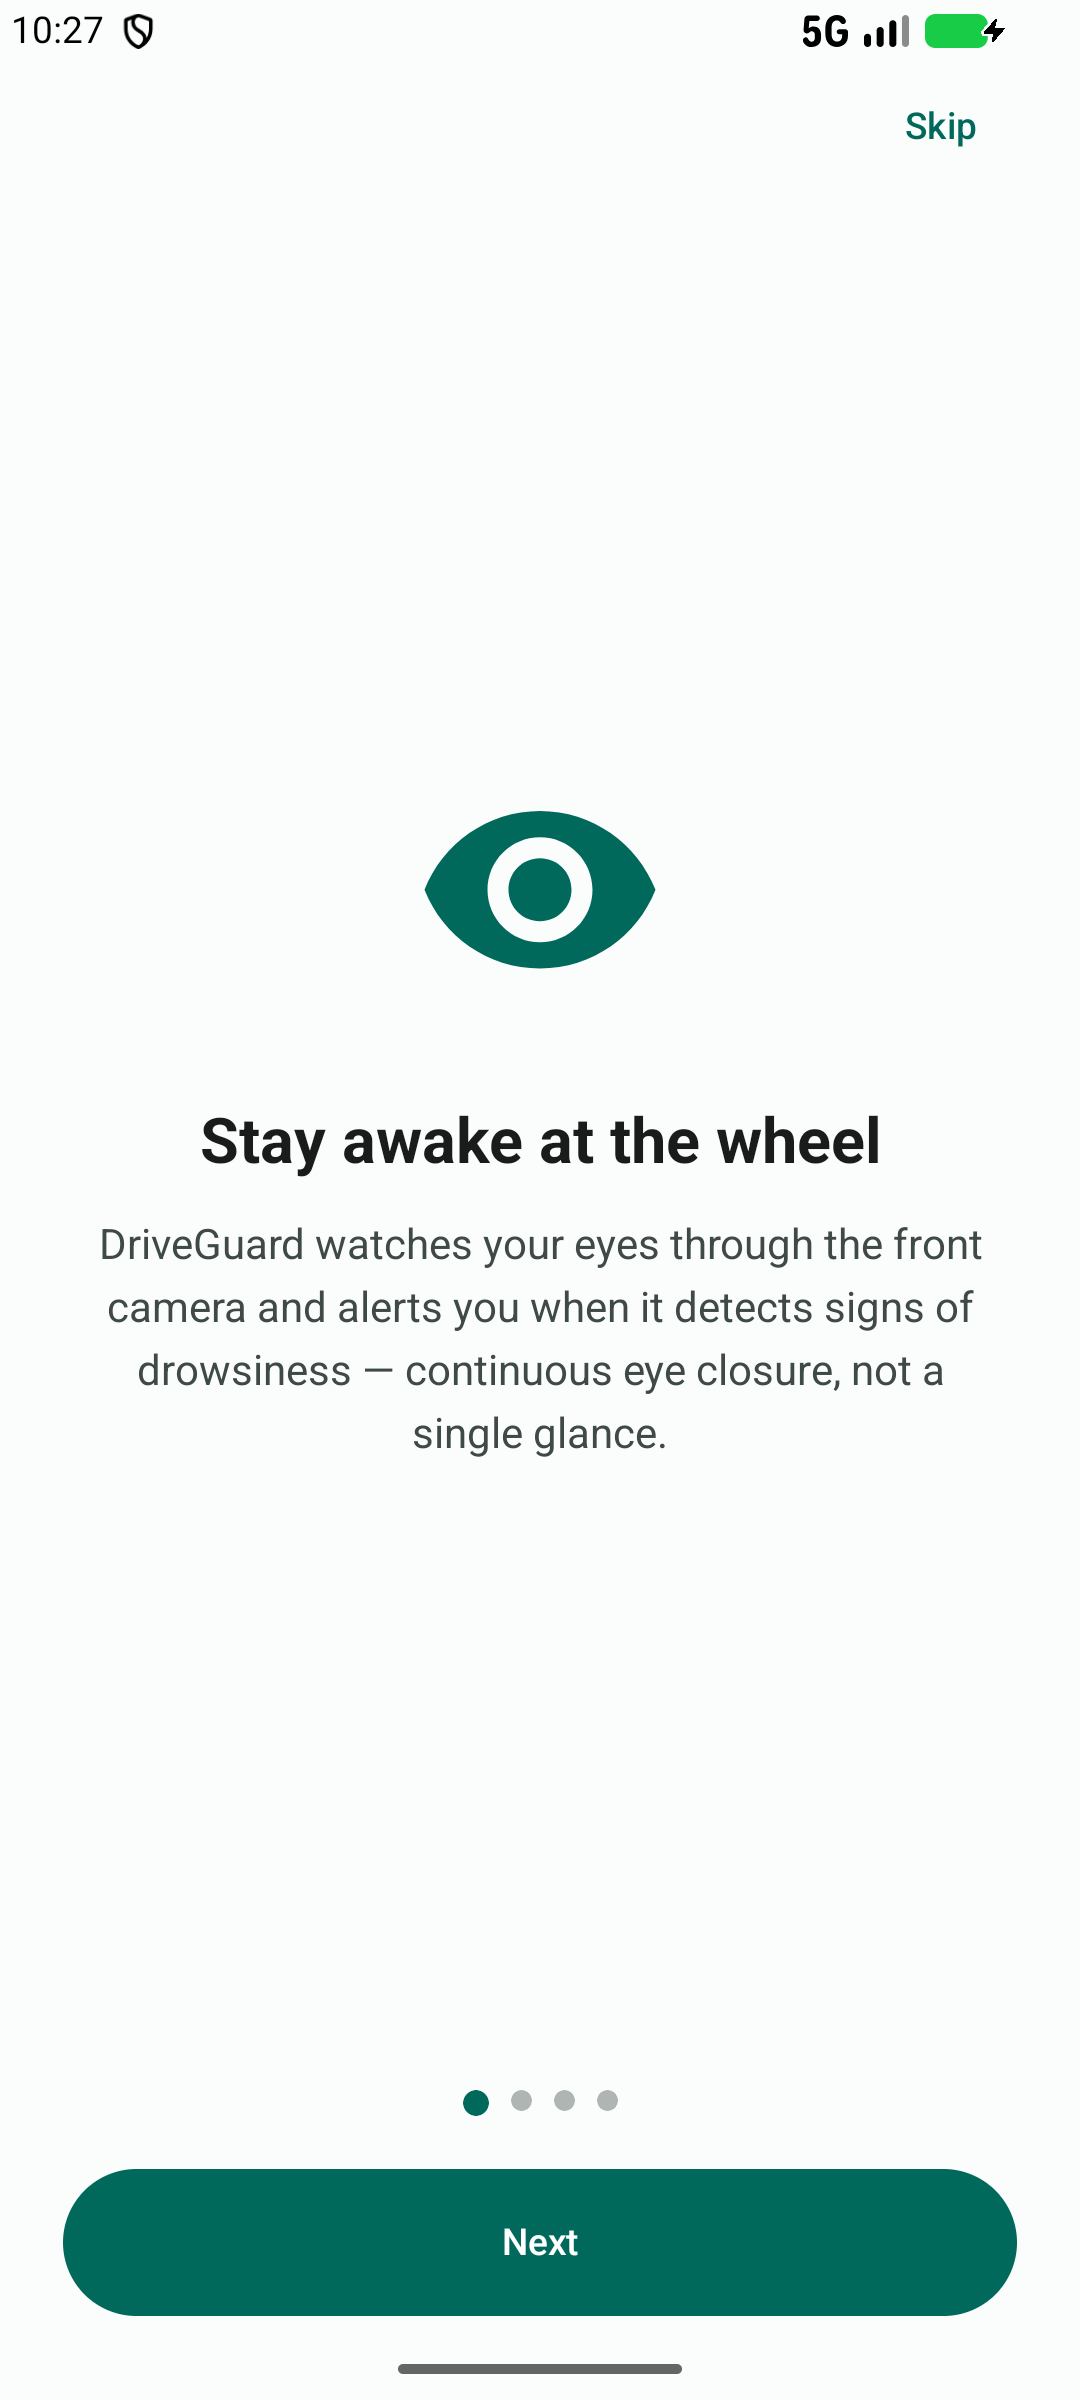 10:27
5G
Skip
Stay awake at the wheel
DriveGuard watches your eyes through the front
camera and alerts you when it detects signs of
drowsiness — continuous eye closure, not a
single glance.
Next